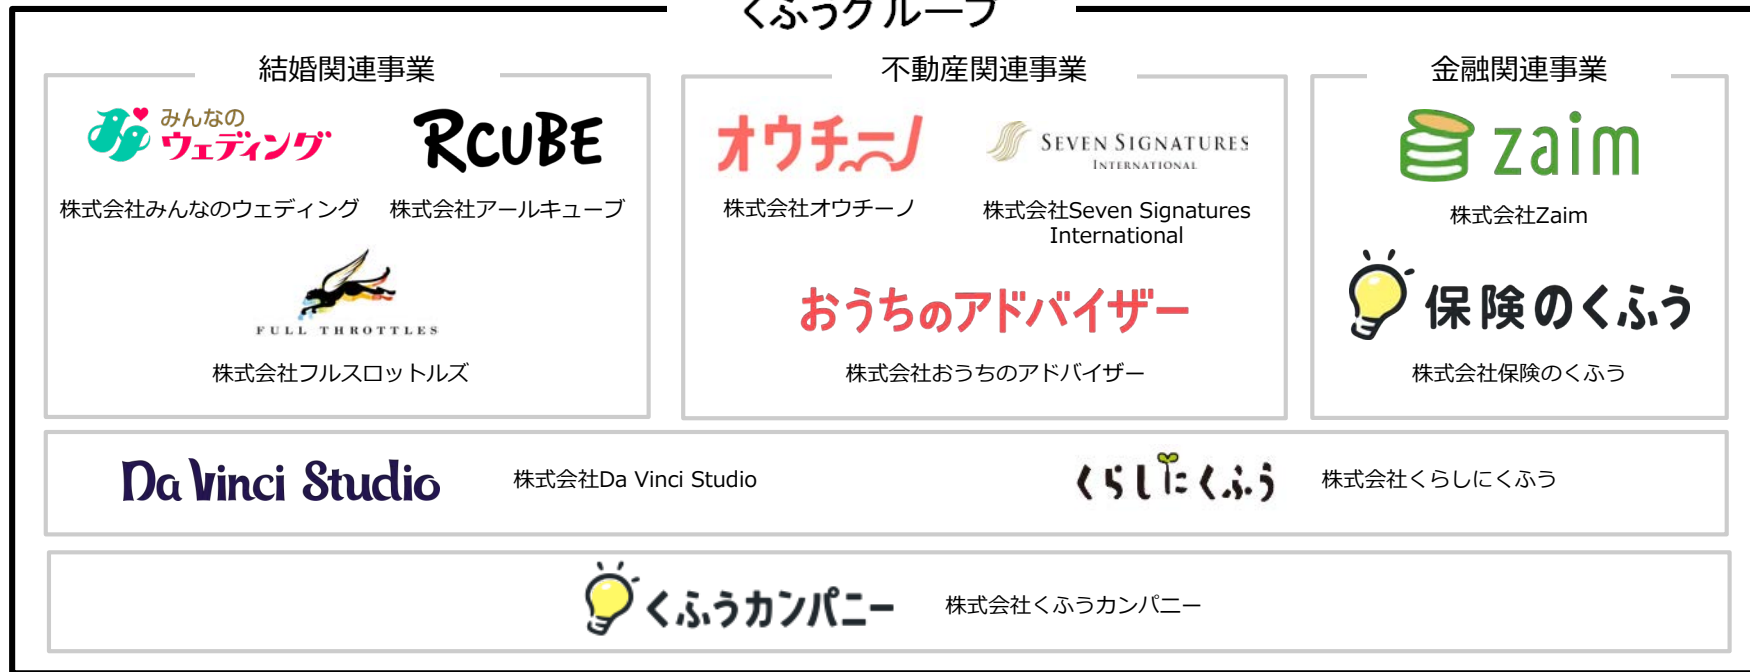 くふうグループ
結婚関連事業
みんなの
ウェディング
RCUBE
株式会社みんなのウェディング
株式会社アールキューブ
FULL THROTTLES
株式会社フルスロットルズ
不動産関連事業
オウチーノ
SEVEN SIGNATURES
INTERNATIONAL
株式会社オウチーノ
株式会社Seven Signatures
International
おうちのアドバイザー
株式会社おうちのアドバイザー
金融関連事業
zaim
株式会社Zaim
保険のくふう
株式会社保険のくふう
Da Vinci Studio
株式会社Da Vinci Studio
くらしにくふう
株式会社くらしにくふう
くふうカンパニー
株式会社くふうカンパニー